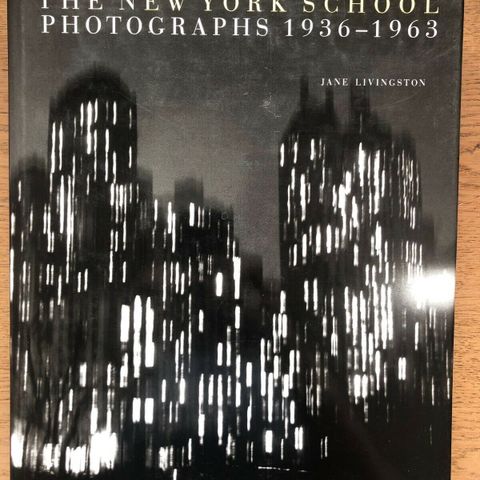 THE NEW YORK SCHOOL
PHOTOGRAPHS 1936–1963
JANE LIVINGSTON